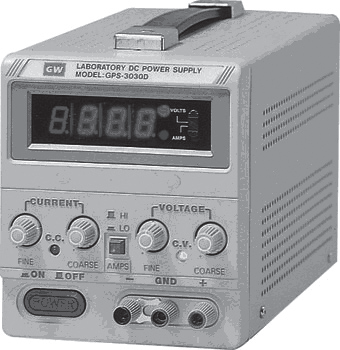 GW LABORATORY DC POWER SUPPLY
MODEL:GPS-3030D
8.8.8.8
VOLTS
AMPS
CURRENT HI VOLTAGE
LO
C.C. C.V.
FINE COARSE AMPS FINE COARSE
ON OFF - GND +
POWER